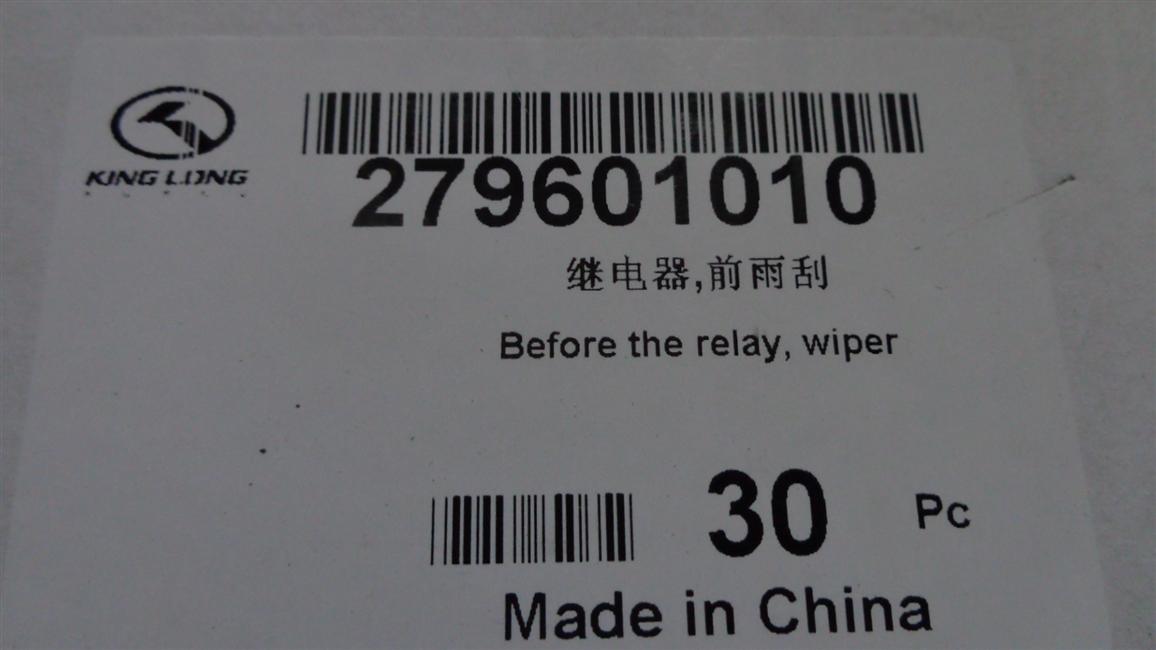 KING LONG
279601010
继电器,前雨刮
Before the relay, wiper
30 Pc
Made in China